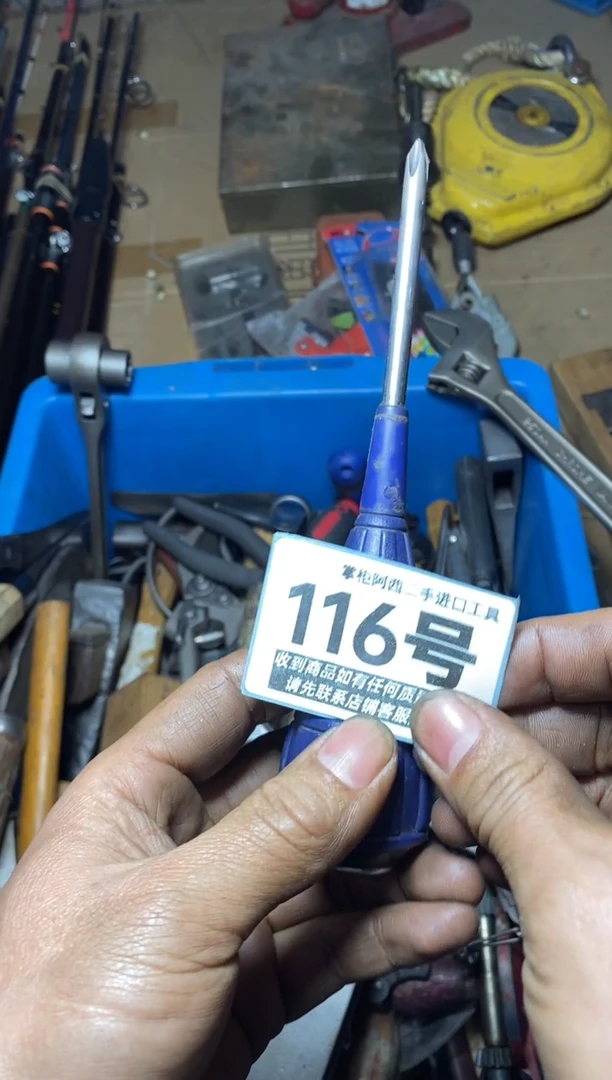 掌柜阿西二手进口工具
116号
收到商品如有任何质
请先联系店铺客服